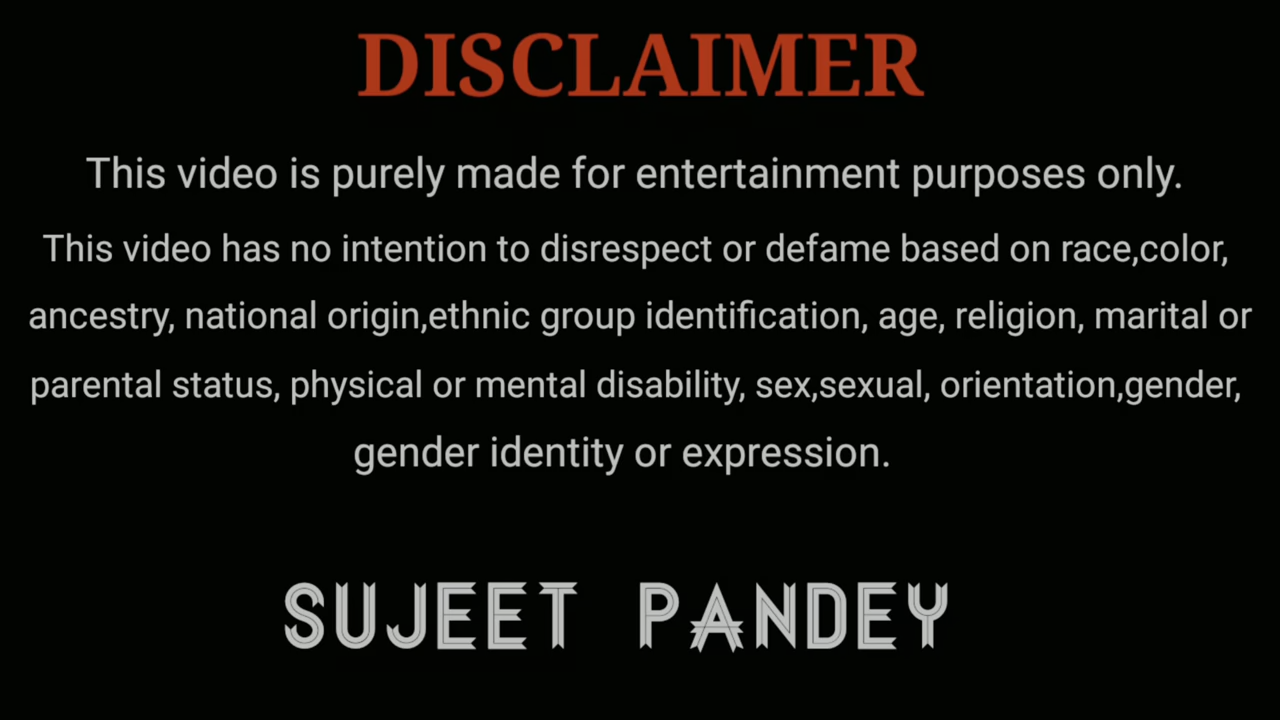 DISCLAIMER
This video is purely made for entertainment purposes only.
This video has no intention to disrespect or defame based on race,color,
ancestry, national origin,ethnic group identification, age, religion, marital or
parental status, physical or mental disability, sex,sexual, orientation,gender,
gender identity or expression.
SUJEET PANDEY